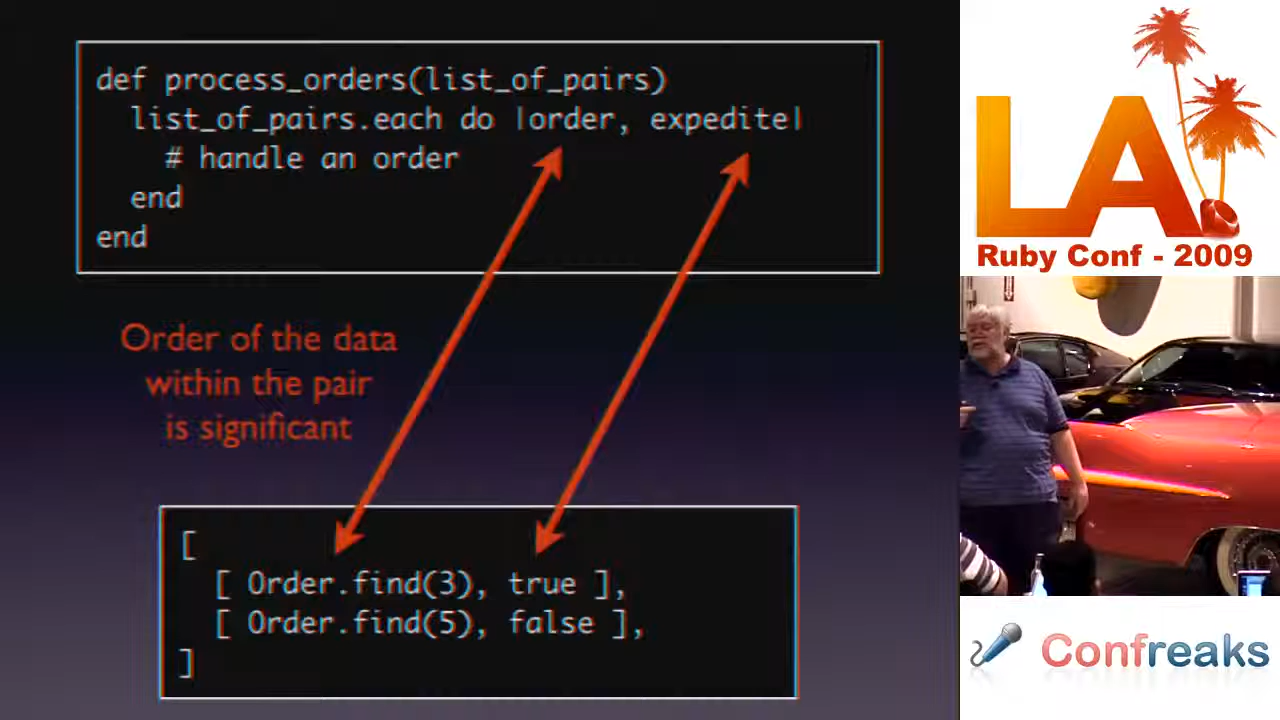 def process_orders(list_of_pairs)
list_of_pairs.each do |order, expedite|
# handle an order
end
end
Order of the data
within the pair
is significant
[
[ Order.find(3), true ],
[ Order.find(5), false ],
]
LA
Ruby Conf - 2009
Confreaks